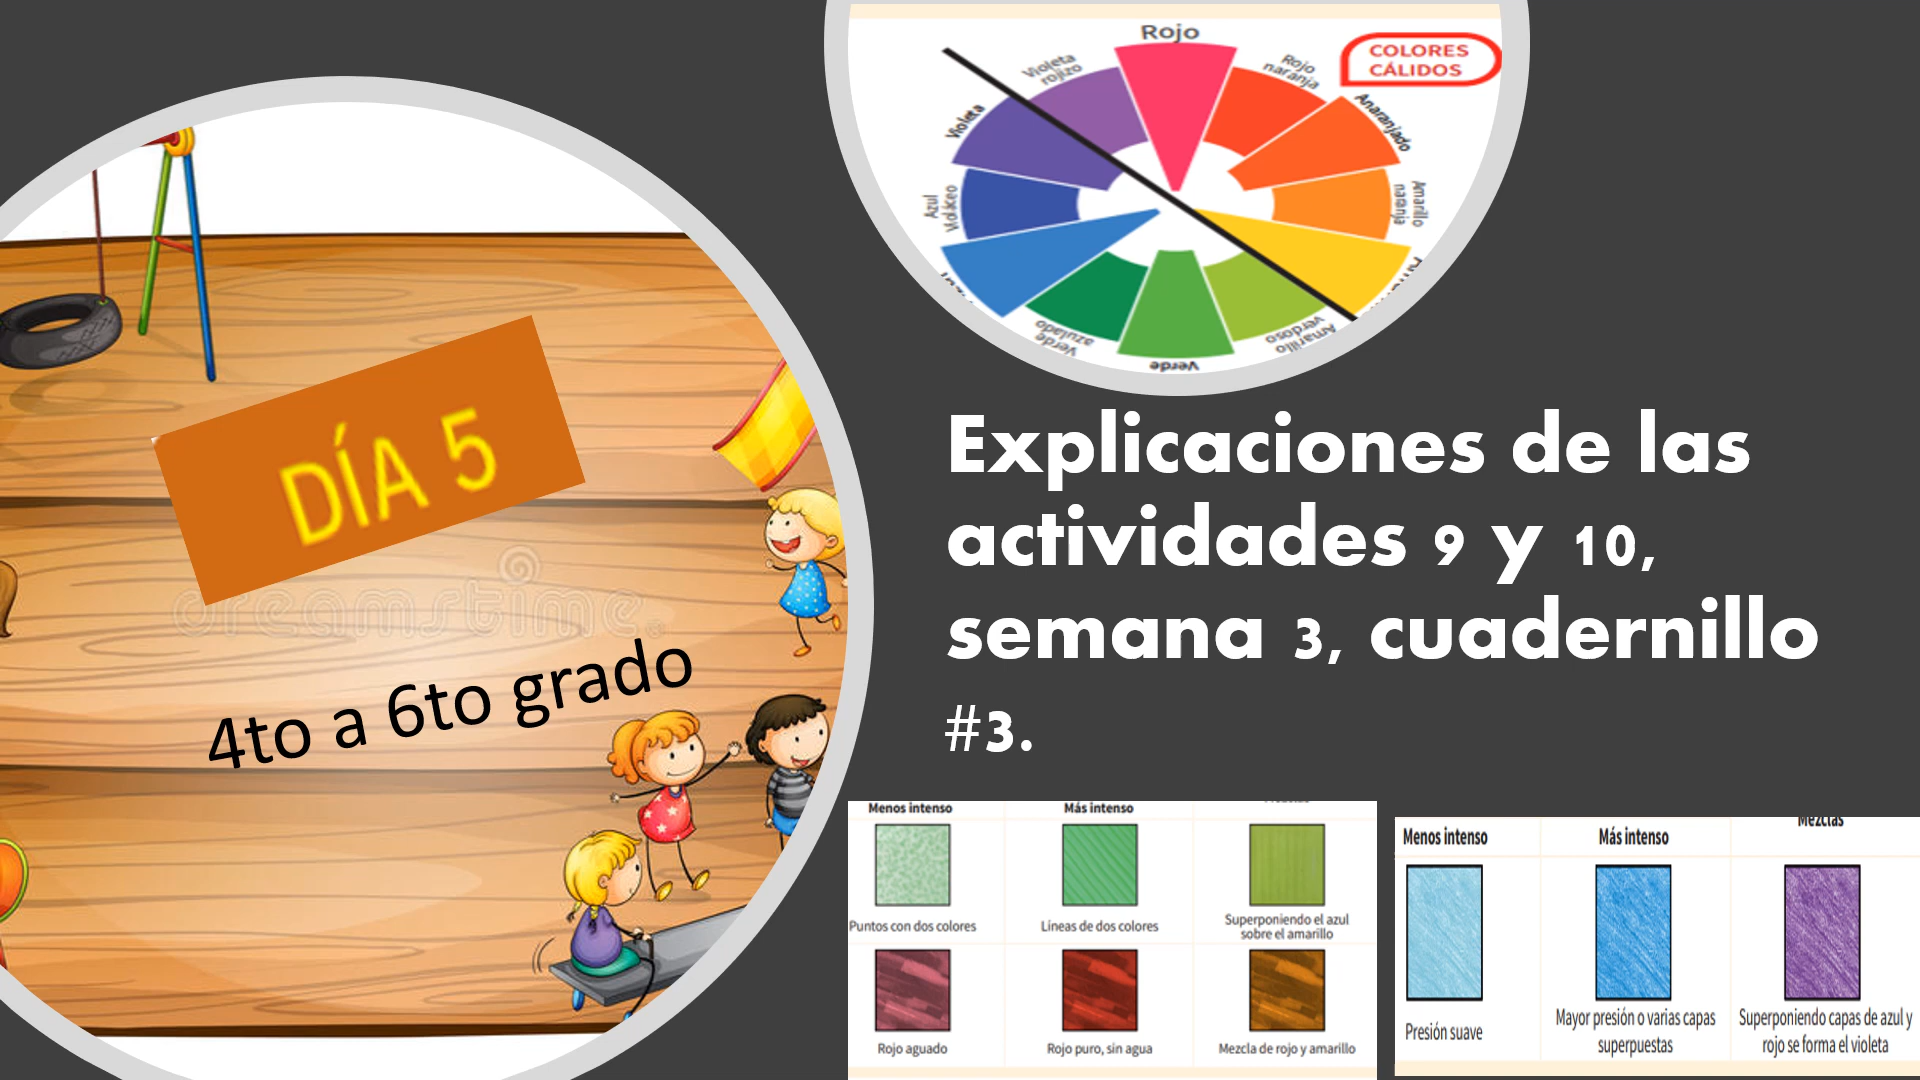 DÍA 5
dreamstime.
4to a 6to grado
Rojo
COLORES
CÁLIDOS
Violeta
rojizo
Rojo
naranja
Violeta
Anaranjado
Azul
Violáceo
Amarillo
naranja
Verde
azulado
Verde
Amarillo
verdoso
Explicaciones de las
actividades 9 y 10,
semana 3, cuadernillo
#3.
Menos intenso
Más intenso
Puntos con dos colores
Líneas de dos colores
Superponiendo el azul
sobre el amarillo
Rojo aguado
Rojo puro, sin agua
Mezcla de rojo y amarillo
Menos intenso
Más intenso
Mezclas
Presión suave
Mayor presión o varias capas
superpuestas
Superponiendo capas de azul y
rojo se forma el violeta